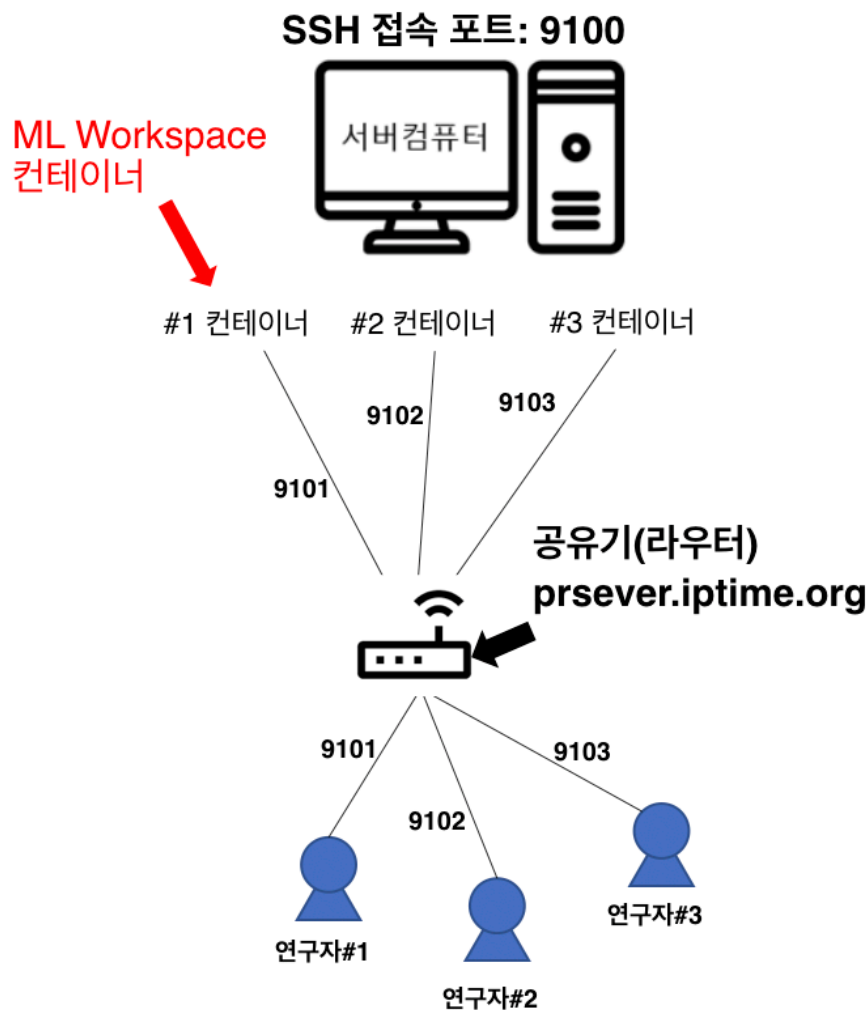 SSH 접속 포트: 9100
서버컴퓨터
ML Workspace
컨테이너
#1 컨테이너
#2 컨테이너
#3 컨테이너
9101
9102
9103
공유기(라우터)
prsever.iptime.org
9101
9102
9103
연구자#1
연구자#2
연구자#3